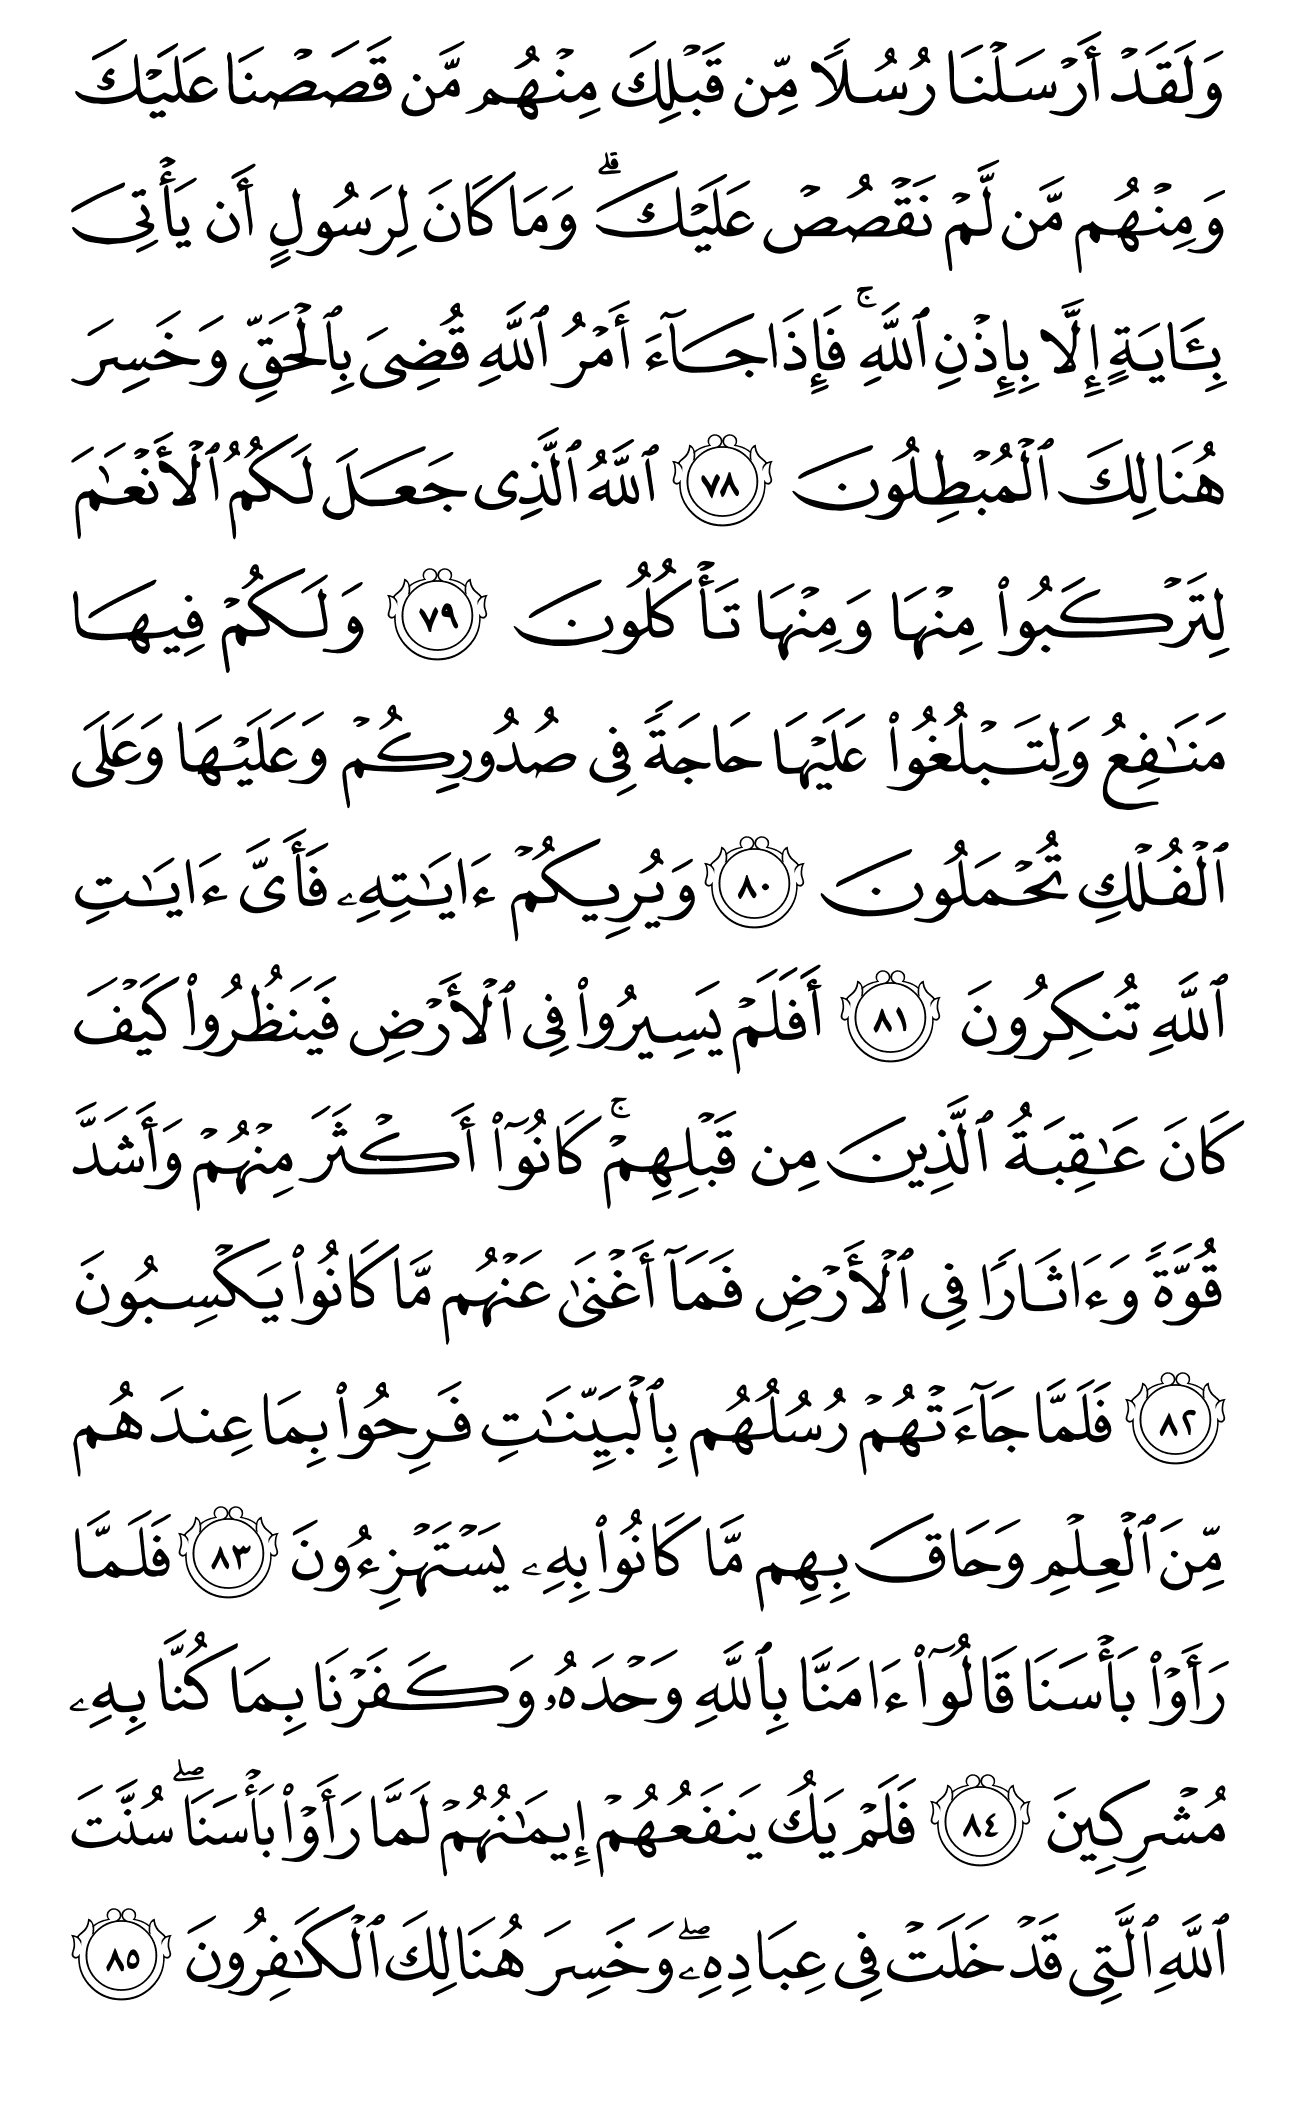 وَلَقَدۡ أَرۡسَلۡنَا رُسُلٗا مِّن قَبۡلِكَ مِنۡهُم مَّن قَصَصۡنَا عَلَيۡكَ
وَمِنۡهُم مَّن لَّمۡ نَقۡصُصۡ عَلَيۡكَۗ وَمَا كَانَ لِرَسُولٍ أَن يَأۡتِيَ
بِـَٔايَةٍ إِلَّا بِإِذۡنِ ٱللَّهِۚ فَإِذَا جَآءَ أَمۡرُ ٱللَّهِ قُضِيَ بِٱلۡحَقِّ وَخَسِرَ
هُنَالِكَ ٱلۡمُبۡطِلُونَ ٧٨ ٱللَّهُ ٱلَّذِي جَعَلَ لَكُمُ ٱلۡأَنۡعَٰمَ
لِتَرۡكَبُواْ مِنۡهَا وَمِنۡهَا تَأۡكُلُونَ ٧٩ وَلَكُمۡ فِيهَا
مَنَٰفِعُ وَلِتَبۡلُغُواْ عَلَيۡهَا حَاجَةٗ فِي صُدُورِكُمۡ وَعَلَيۡهَا وَعَلَى
ٱلۡفُلۡكِ تُحۡمَلُونَ ٨٠ وَيُرِيكُمۡ ءَايَٰتِهِۦ فَأَيَّ ءَايَٰتِ
ٱللَّهِ تُنكِرُونَ ٨١ أَفَلَمۡ يَسِيرُواْ فِي ٱلۡأَرۡضِ فَيَنظُرُواْ كَيۡفَ
كَانَ عَٰقِبَةُ ٱلَّذِينَ مِن قَبۡلِهِمۡۚ كَانُوٓاْ أَكۡثَرَ مِنۡهُمۡ وَأَشَدَّ
قُوَّةٗ وَءَاثَارٗا فِي ٱلۡأَرۡضِ فَمَآ أَغۡنَىٰ عَنۡهُم مَّا كَانُواْ يَكۡسِبُونَ
٨٢ فَلَمَّا جَآءَتۡهُمۡ رُسُلُهُم بِٱلۡبَيِّنَٰتِ فَرِحُواْ بِمَا عِندَهُم
مِّنَ ٱلۡعِلۡمِ وَحَاقَ بِهِم مَّا كَانُواْ بِهِۦ يَسۡتَهۡزِءُونَ ٨٣ فَلَمَّا
رَأَوۡاْ بَأۡسَنَا قَالُوٓاْ ءَامَنَّا بِٱللَّهِ وَحۡدَهُۥ وَكَفَرۡنَا بِمَا كُنَّا بِهِۦ
مُشۡرِكِينَ ٨٤ فَلَمۡ يَكُ يَنفَعُهُمۡ إِيمَٰنُهُمۡ لَمَّا رَأَوۡاْ بَأۡسَنَاۖ سُنَّتَ
ٱللَّهِ ٱلَّتِي قَدۡ خَلَتۡ فِي عِبَادِهِۦۖ وَخَسِرَ هُنَالِكَ ٱلۡكَٰفِرُونَ ٨٥